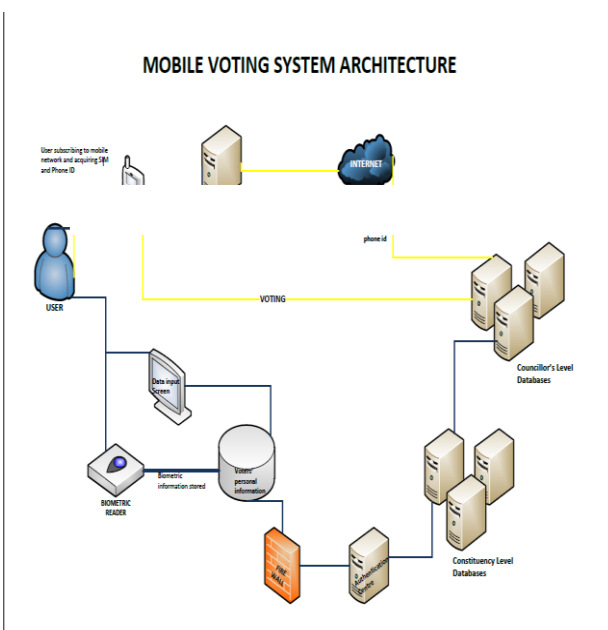 MOBILE VOTING SYSTEM ARCHITECTURE
User subscribing to mobile
network and acquiring SIM
and Phone ID
INTERNET
phone id
USER
VOTING
Councillor's Level
Databases
Data input
Screen
Voters
personal
information
Biometric
information stored
BIOMETRIC
READER
FIRE
WALL
Authentication
Centre
Constituency Level
Databases